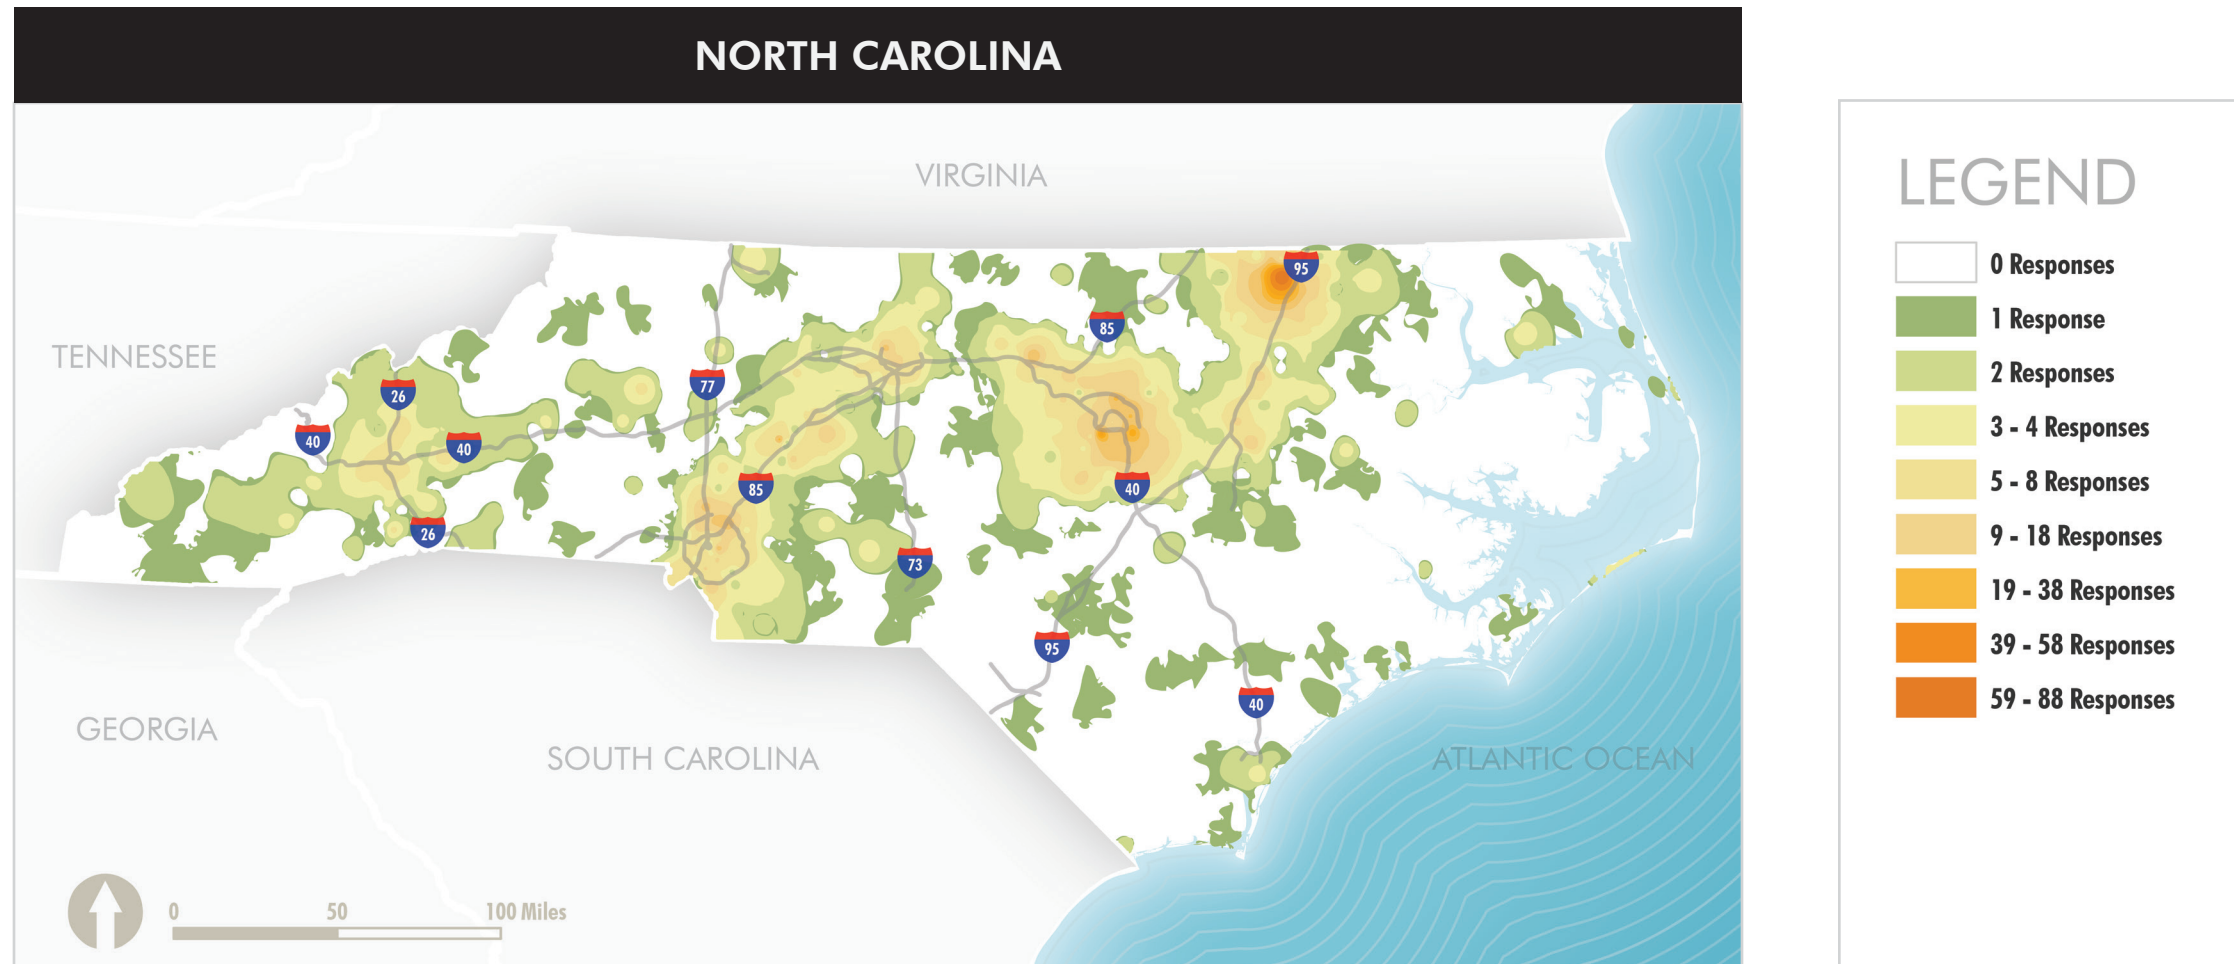 NORTH CAROLINA
VIRGINIA
LEGEND
0 Responses
95
1 Response
85
TENNESSEE
2 Responses
77
26
3 - 4 Responses
40
40
5 - 8 Responses
85
40
26
9 - 18 Responses
73
19 - 38 Responses
95
39 - 58 Responses
40
59 - 88 Responses
GEORGIA
SOUTH CAROLINA
ATLANTIC OCEAN
0 50 100 Miles